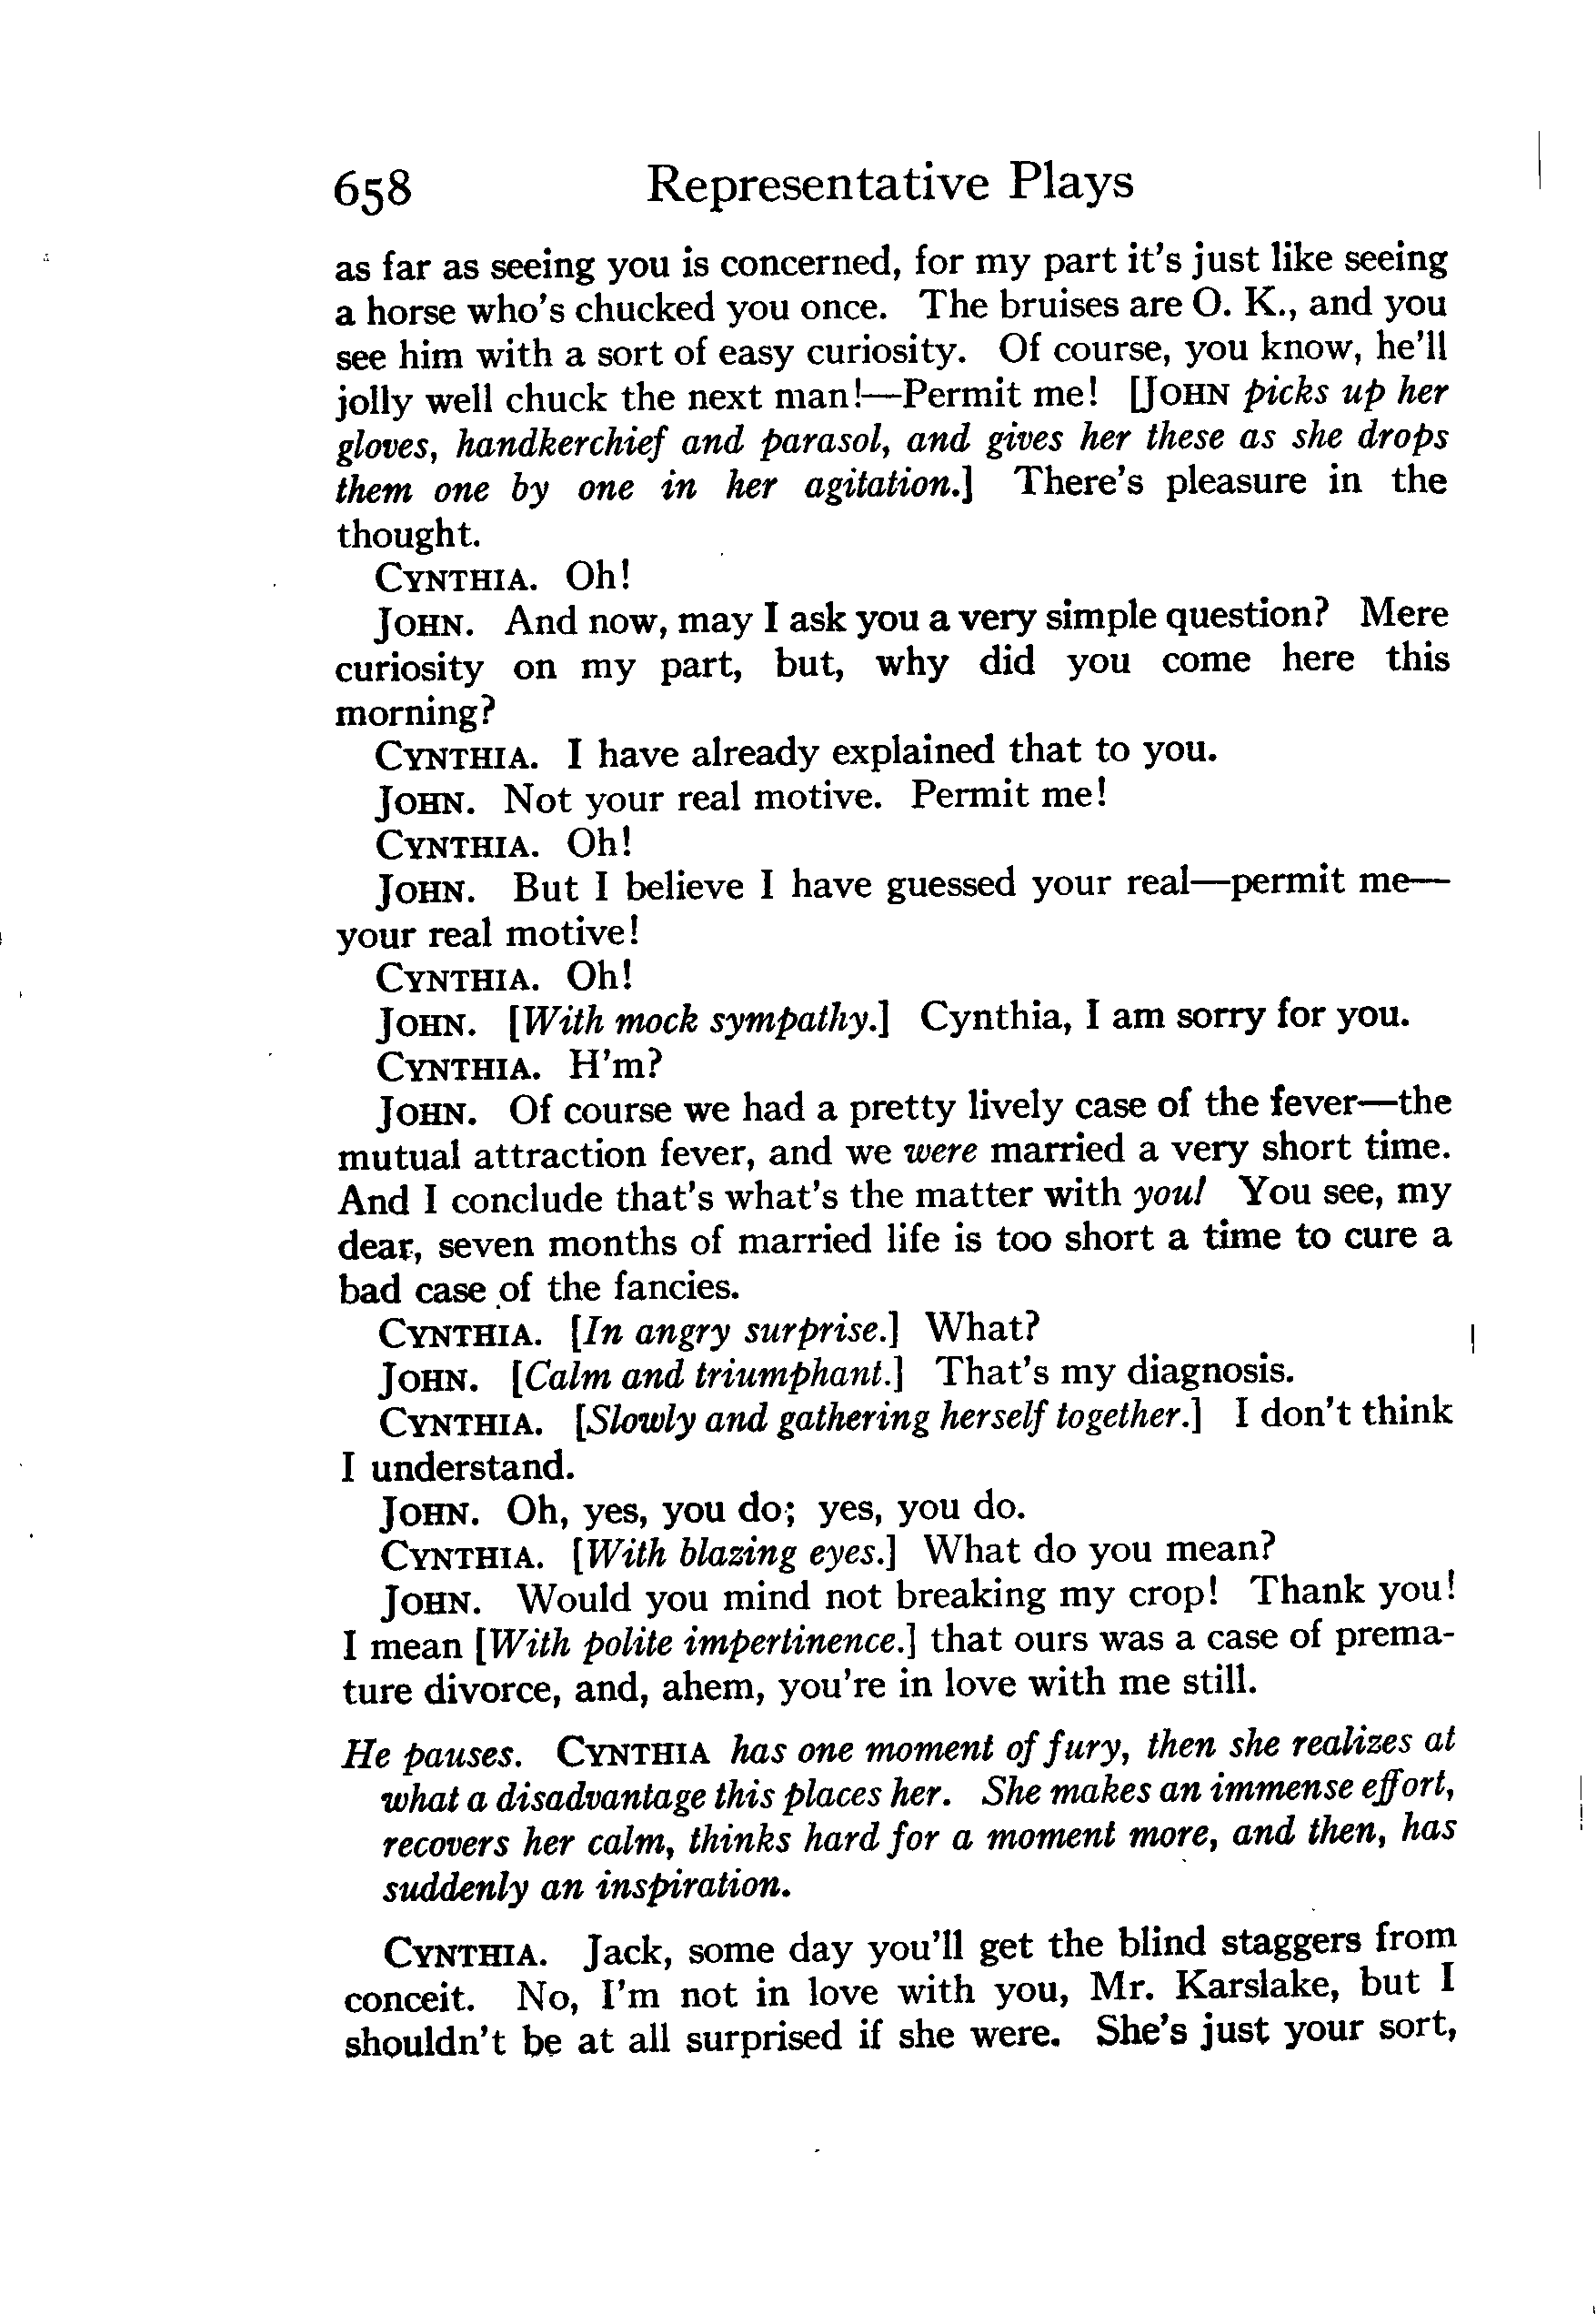 658 Representative Plays
as far as seeing you is concerned, for my part it's just like seeing
a horse who's chucked you once. The bruises are O. K., and you
see him with a sort of easy curiosity. Of course, you know, he'll
jolly well chuck the next man!—Permit me! [JOHN picks up her
gloves, handkerchief and parasol, and gives her these as she drops
them one by one in her agitation.] There's pleasure in the
thought.
CYNTHIA. Oh!
JOHN. And now, may I ask you a very simple question? Mere
curiosity on my part, but, why did you come here this
morning?
CYNTHIA. I have already explained that to you.
JOHN. Not your real motive. Permit me!
CYNTHIA. Oh!
JOHN. But I believe I have guessed your real—permit me—
your real motive!
CYNTHIA. Oh!
JOHN. [With mock sympathy.] Cynthia, I am sorry for you.
CYNTHIA. H'm?
JOHN. Of course we had a pretty lively case of the fever—the
mutual attraction fever, and we were married a very short time.
And I conclude that's what's the matter with you! You see, my
dear, seven months of married life is too short a time to cure a
bad case of the fancies.
CYNTHIA. [In angry surprise.] What?
JOHN. [Calm and triumphant.] That's my diagnosis.
CYNTHIA. [Slowly and gathering herself together.] I don't think
I understand.
JOHN. Oh, yes, you do; yes, you do.
CYNTHIA. [With blazing eyes.] What do you mean?
JOHN. Would you mind not breaking my crop! Thank you!
I mean [With polite impertinence.] that ours was a case of prema-
ture divorce, and, ahem, you're in love with me still.
He pauses. CYNTHIA has one moment of fury, then she realizes at
what a disadvantage this places her. She makes an immense effort,
recovers her calm, thinks hard for a moment more, and then, has
suddenly an inspiration.
CYNTHIA. Jack, some day you'll get the blind staggers from
conceit. No, I'm not in love with you, Mr. Karslake, but I
shouldn't be at all surprised if she were. She's just your sort,